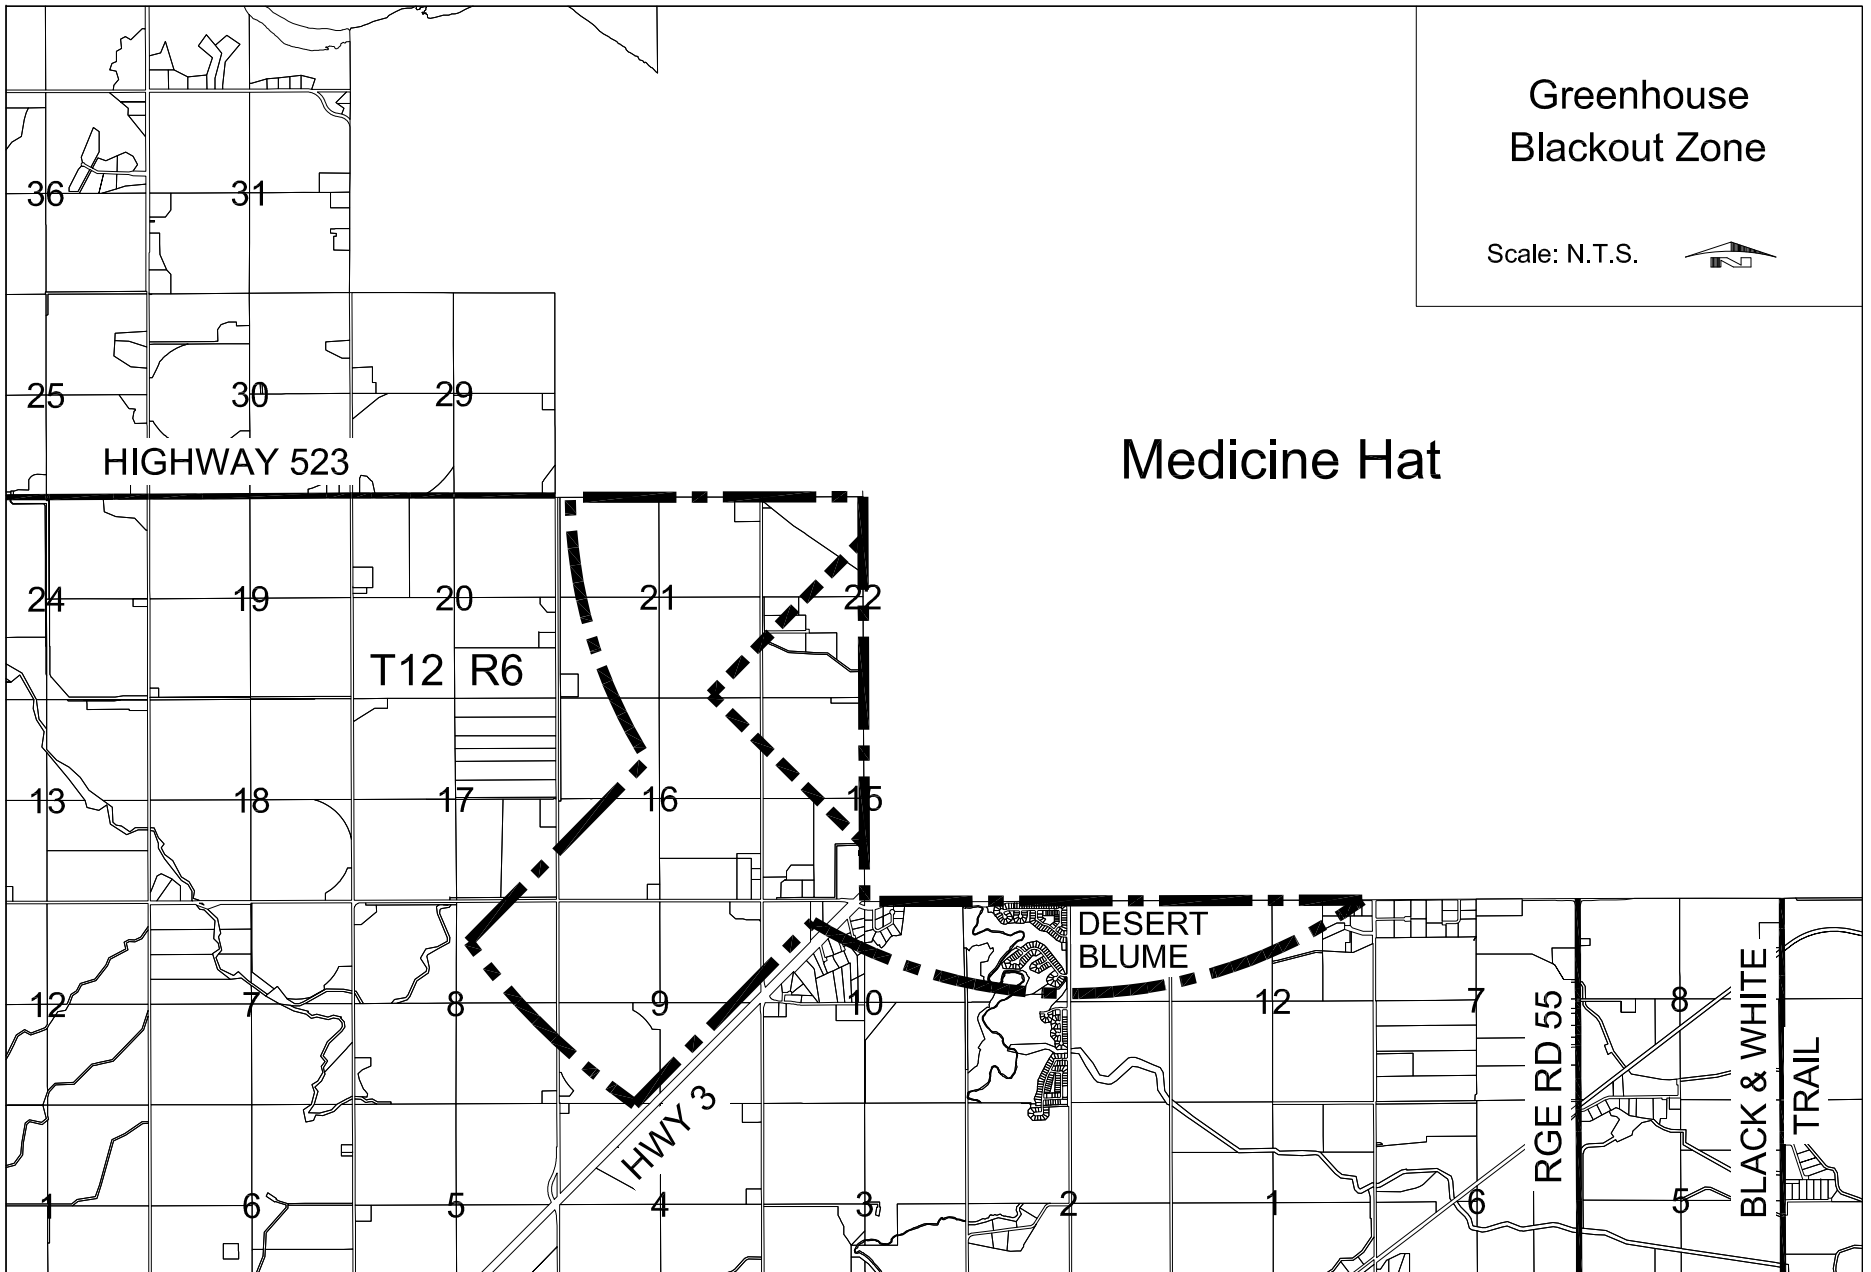 Greenhouse
Blackout Zone
Scale: N.T.S.
N
36
31
25
30
29
HIGHWAY 523
Medicine Hat
24
19
20
21
22
T12 R6
13
18
17
16
15
DESERT
BLUME
12
7
8
9
10
12
7
8
HWY 3
RGE RD 55
BLACK & WHITE
TRAIL
1
6
5
4
3
2
1
6
5